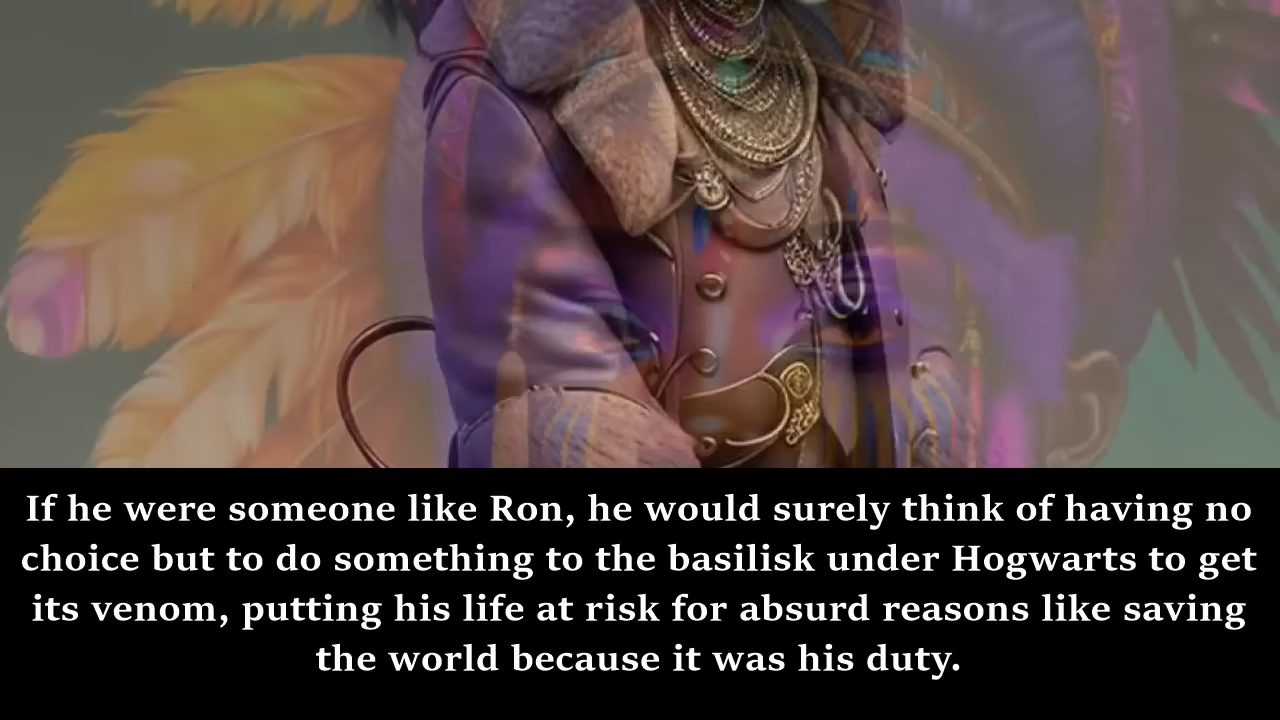 If he were someone like Ron, he would surely think of having no
choice but to do something to the basilisk under Hogwarts to get
its venom, putting his life at risk for absurd reasons like saving
the world because it was his duty.